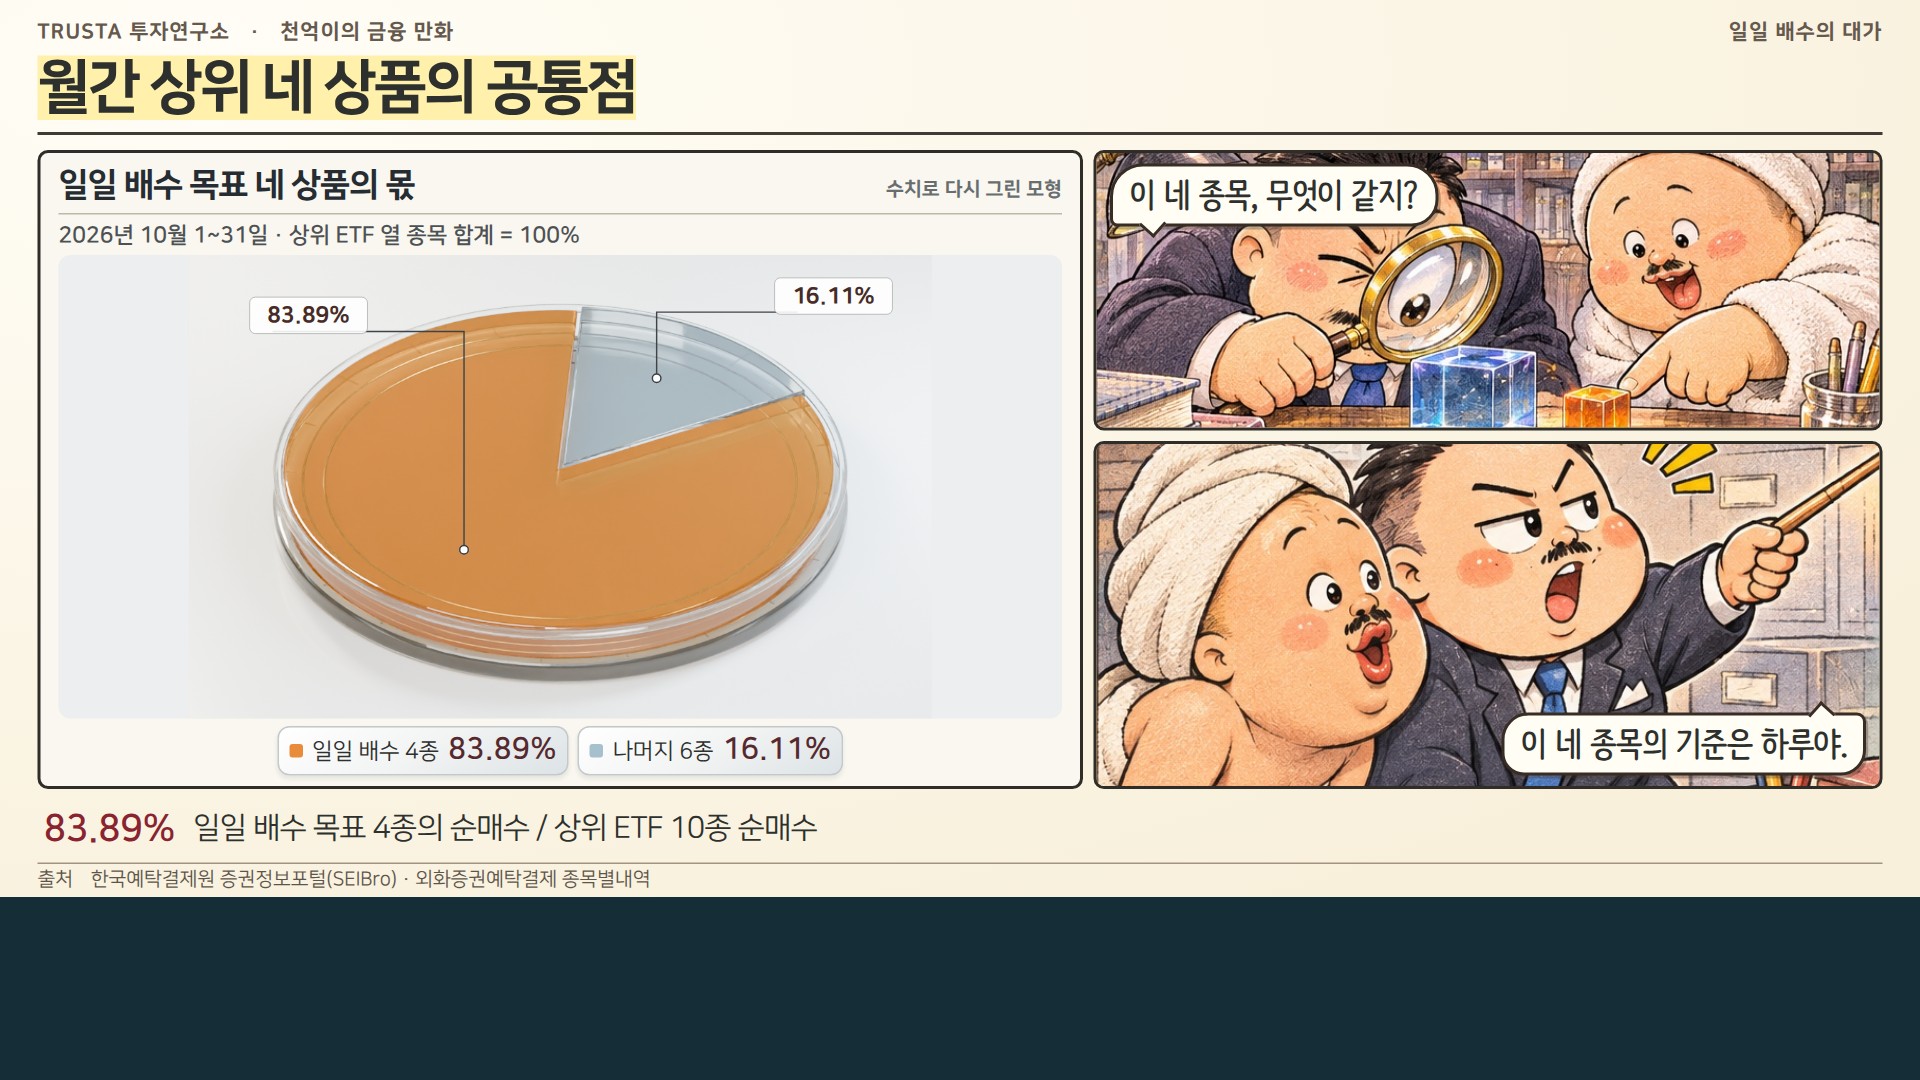 TRUSTA 투자연구소 · 천억이의 금융 만화
일일 배수의 대가
월간 상위 네 상품의 공통점
일일 배수 목표 네 상품의 몫
수치로 다시 그린 모형
2026년 10월 1~31일 · 상위 ETF 열 종목 합계 = 100%
83.89%
16.11%
일일 배수 4종 83.89%
나머지 6종 16.11%
이 네 종목, 무엇이 같지?
이 네 종목의 기준은 하루야.
83.89% 일일 배수 목표 4종의 순매수 / 상위 ETF 10종 순매수
출처 한국예탁결제원 증권정보포털(SEIBro) · 외화증권예탁결제 종목별내역